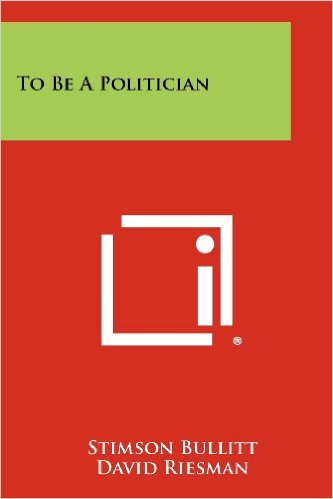 To Be A Politician
i
®
Stimson Bullitt
David Riesman